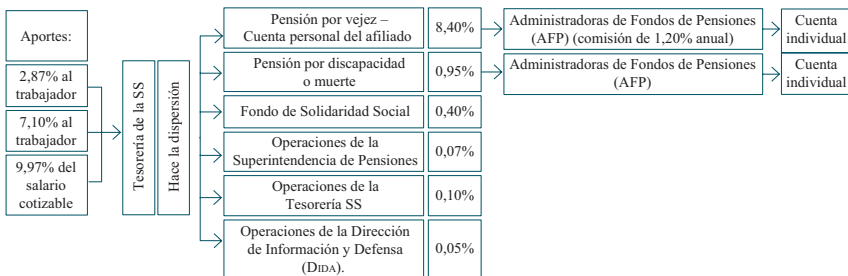 Aportes:
2,87% al
trabajador
7,10% al
trabajador
9,97% del
salario
cotizable
Tesorería de la SS
Hace la dispersión
Pensión por vejez –
Cuenta personal del afiliado
8,40%
Administradoras de Fondos de Pensiones
(AFP) (comisión de 1,20% anual)
Cuenta
individual
Pensión por discapacidad
o muerte
0,95%
Administradoras de Fondos de Pensiones
(AFP)
Cuenta
individual
Fondo de Solidaridad Social
0,40%
Operaciones de la
Superintendencia de Pensiones
0,07%
Operaciones de la
Tesorería SS
0,10%
Operaciones de la Dirección
de Información y Defensa
(DIDA).
0,05%